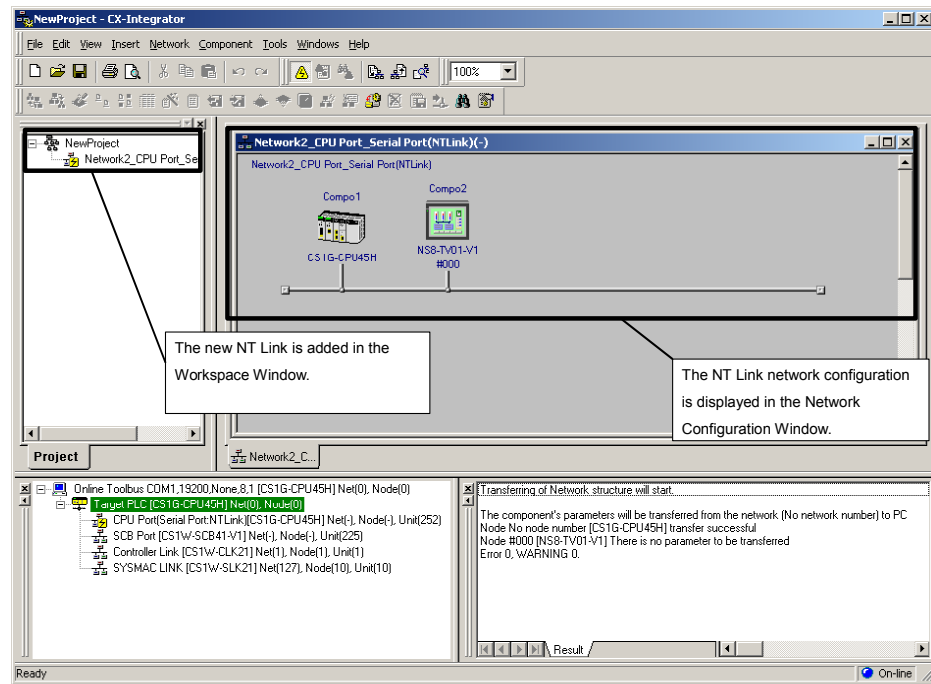 NewProject - CX-Integrator
File Edit View Insert Network Component Tools Windows Help
100%
NewProject
Network2_CPU Port_Se
Network2_CPU Port_Serial Port(NTLink)(-)
Network2_CPU Port_Serial Port(NTLink)
Compo1
Compo2
CS1G-CPU45H
NS8-TV01-V1
#000
The new NT Link is added in the
Workspace Window.
The NT Link network configuration
is displayed in the Network
Configuration Window.
Project
Network2_C...
Online Toolbus COM1,19200,None,8,1 [CS1G-CPU45H] Net(0), Node(0)
Target PLC [CS1G-CPU45H] Net(0), Node(0)
CPU Port(Serial Port:NTLink)[CS1G-CPU45H] Net(-), Node(-), Unit(252)
SCB Port [CS1W-SCB41-V1] Net(-), Node(-), Unit(225)
Controller Link [CS1W-CLK21] Net(1), Node(1), Unit(1)
SYSMAC LINK [CS1W-SLK21] Net(127), Node(10), Unit(10)
Transferring of Network structure will start.
The component's parameters will be transferred from the network (No network number) to PC
Node No node number [CS1G-CPU45H] transfer successful
Node #000 [NS8-TV01-V1] There is no parameter to be transferred
Error 0, WARNING 0.
Result
Ready
On-line